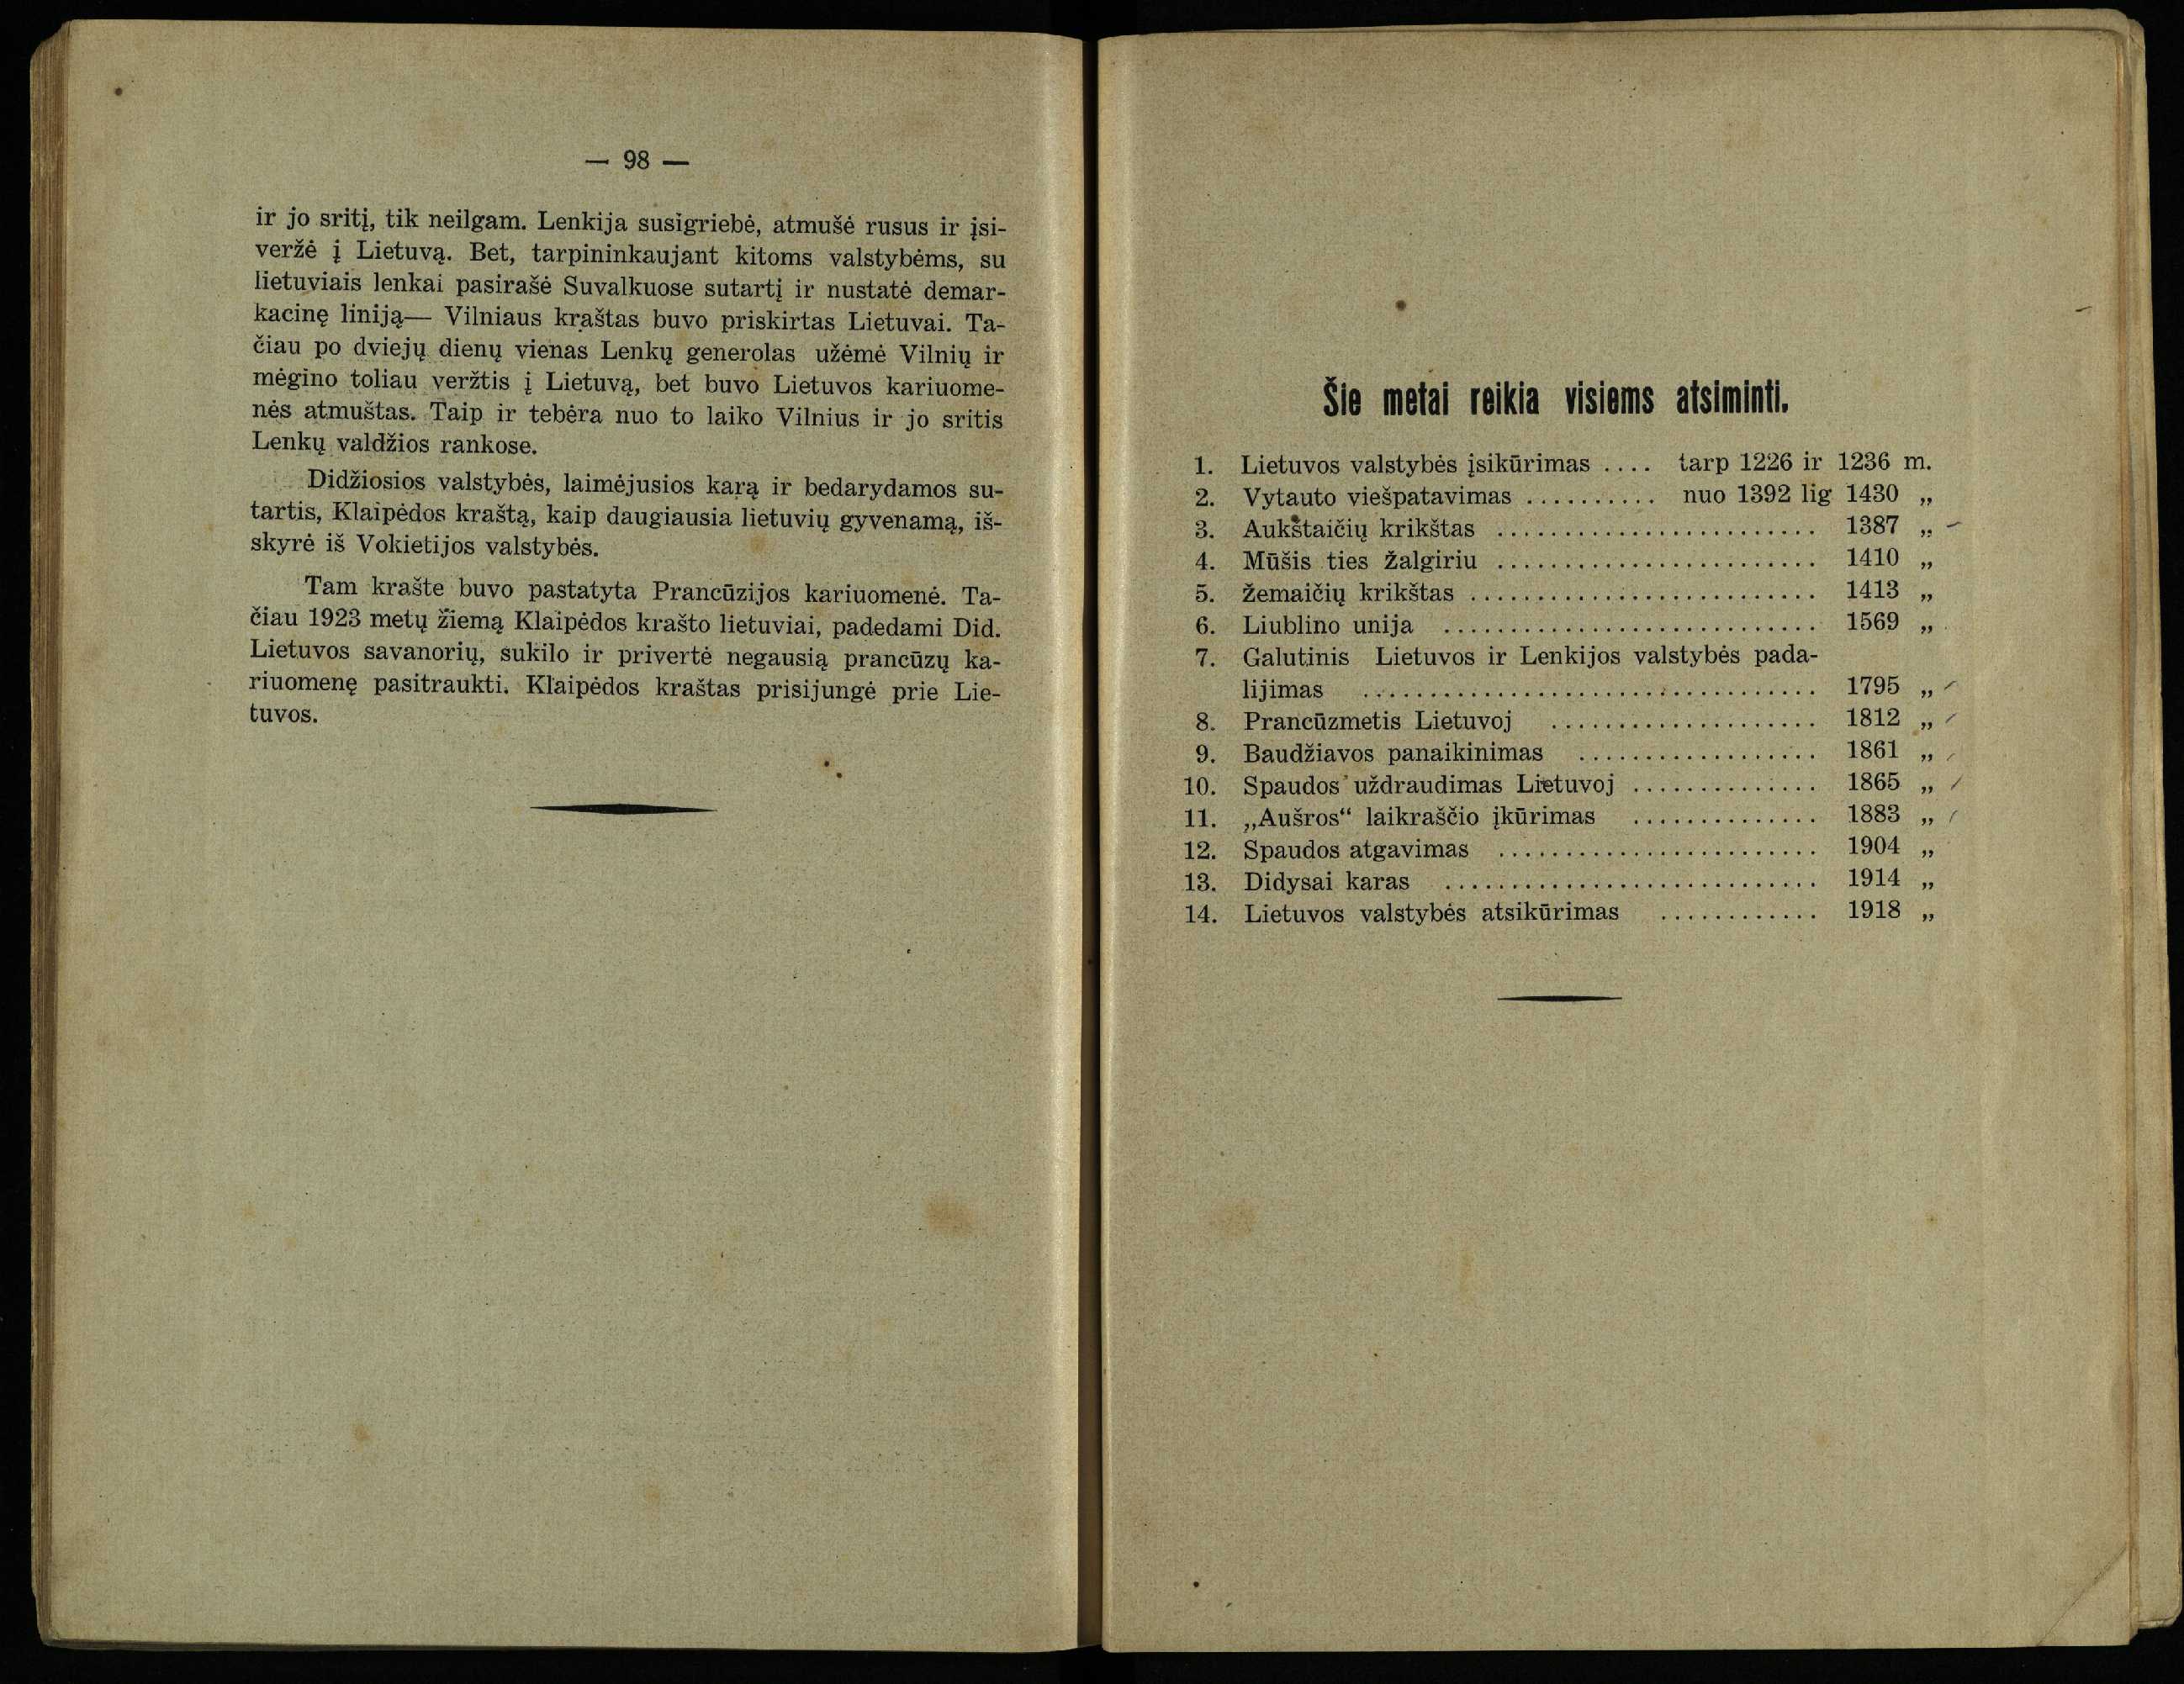 — 98 —
ir jo sritį, tik neilgam. Lenkija susigriebė, atmušė rusus ir įsi-
veržė į Lietuvą. Bet, tarpininkaujant kitoms valstybėms, su
lietuviais lenkai pasirašė Suvalkuose sutartį ir nustatė demar-
kacinę liniją— Vilniaus kraštas buvo priskirtas Lietuvai. Ta-
čiau po dviejų dienų vienas Lenkų generolas užėmė Vilnių ir
mėgino toliau veržtis į Lietuvą, bet buvo Lietuvos kariuome-
nės atmuštas. Taip ir tebėra nuo to laiko Vilnius ir jo sritis
Lenkų valdžios rankose.
Didžiosios valstybės, laimėjusios karą ir bedarydamos su-
tartis, Klaipėdos kraštą, kaip daugiausia lietuvių gyvenamą, iš-
skyrė iš Vokietijos valstybės.
Tam krašte buvo pastatyta Prancūzijos kariuomenė. Ta-
čiau 1923 metų žiemą Klaipėdos krašto lietuviai, padedami Did.
Lietuvos savanorių, sukilo ir privertė negausią prancūzų ka-
riuomenę pasitraukti. Klaipėdos kraštas prisijungė prie Lie-
tuvos.
Šie metai reikia visiems atsiminti.
1. Lietuvos valstybės įsikūrimas .... tarp 1226 ir 1236 m.
2. Vytauto viešpatavimas .......... nuo 1392 lig 1430 „
3. Aukštaičių krikštas ........................ 1387 „
4. Mūšis ties Žalgiriu ........................ 1410 „
5. Žemaičių krikštas .......................... 1413 „
6. Liublino unija ............................ 1569 „
7. Galutinis Lietuvos ir Lenkijos valstybės pada-
lijimas .................................. 1795 „
8. Prancūzmetis Lietuvoj .................... 1812 „
9. Baudžiavos panaikinimas .................. 1861 „
10. Spaudos uždraudimas Lietuvoj .............. 1865 „
11. „Aušros“ laikraščio įkūrimas .............. 1883 „
12. Spaudos atgavimas ........................ 1904 „
13. Didysai karas ............................ 1914 „
14. Lietuvos valstybės atsikūrimas ............ 1918 „